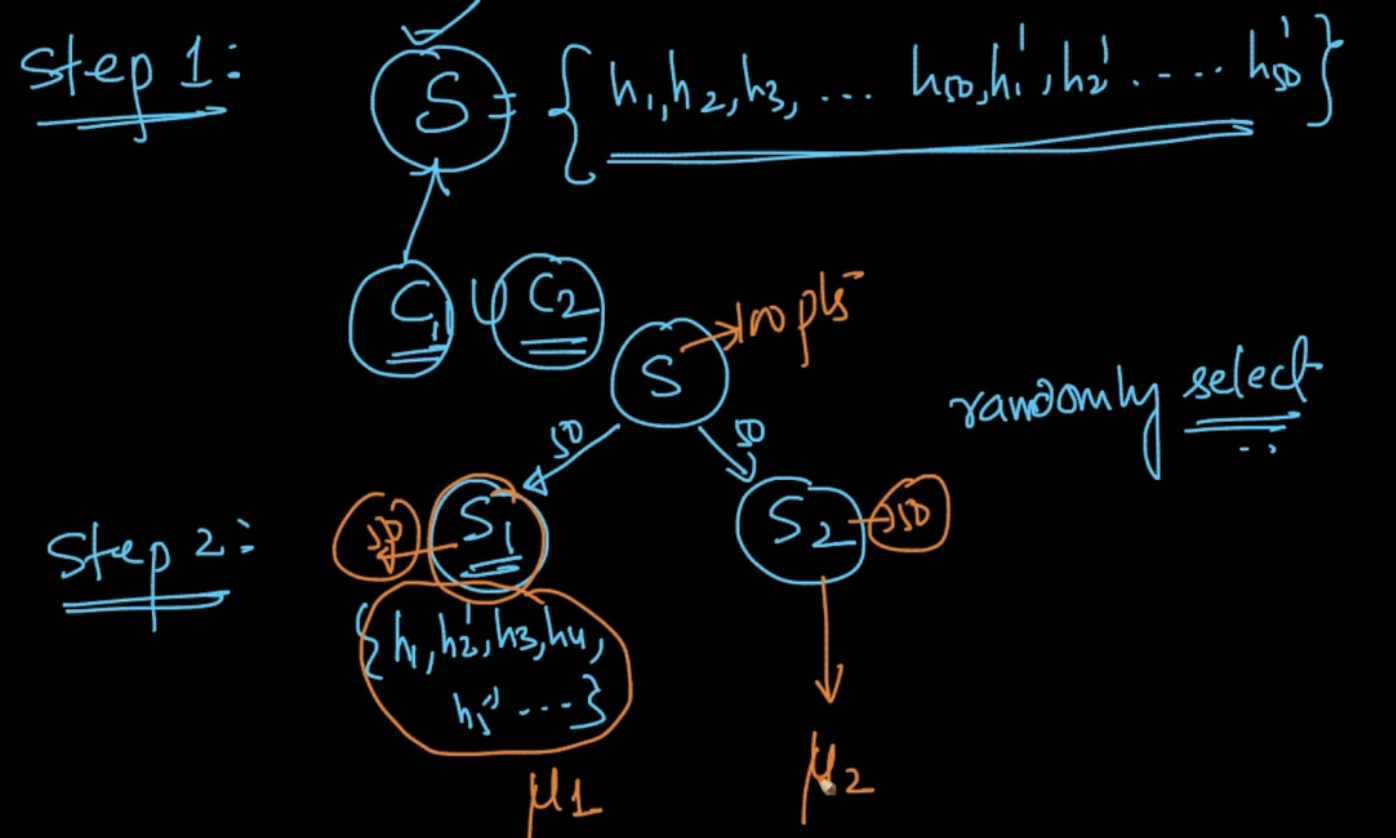 Step 1:
S = {h₁, h₂, h₃, ... h₅₀, h₁', h₂' ..... h₅₀'}
C₁ ∪ C₂
S → 100 pts
randomly select
50 50
Step 2:
50 ← S₁ S₂ → 50
{h₁, h₂', h₃, h₄,
h₅' ....}
μ₁ μ₂